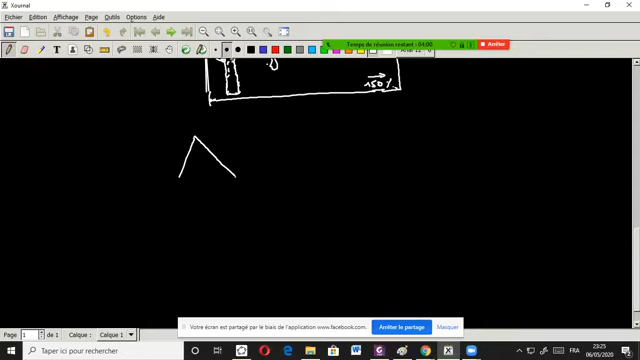 Xournal
Fichier Edition Affichage Page Outils Options Aide
Temps de réunion restant : 04:00 Arrêter
150 %
Page 1 de 1 Calque : Calque 1
Votre écran est partagé par le biais de l'application www.facebook.com. Arrêter le partage Masquer
Taper ici pour rechercher
FRA
23:25
06/05/2020